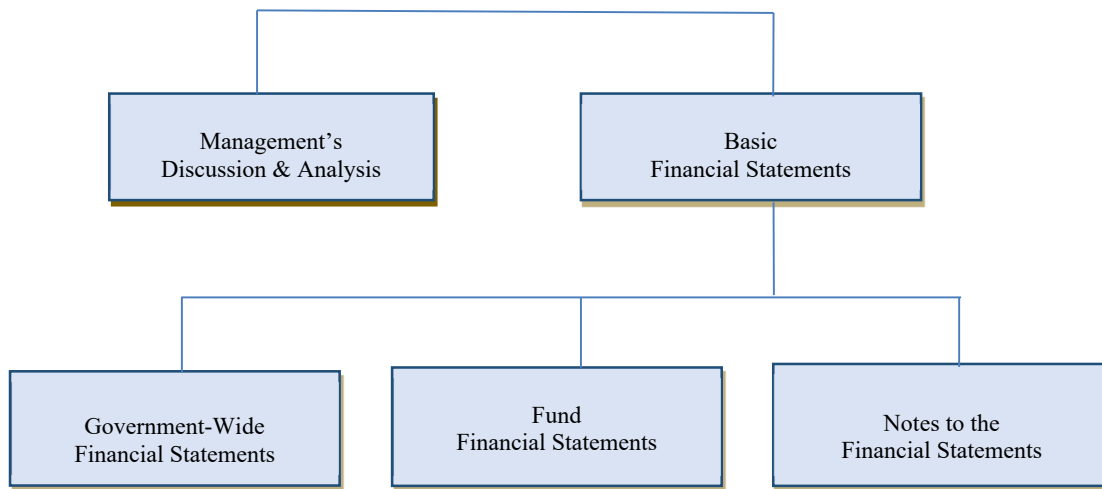 Management’s
Discussion & Analysis
Basic
Financial Statements
Government-Wide
Financial Statements
Fund
Financial Statements
Notes to the
Financial Statements